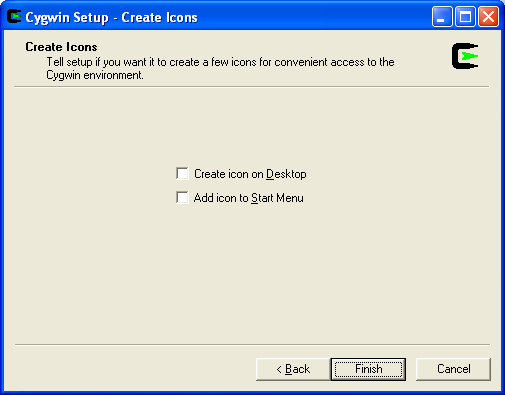 Cygwin Setup - Create Icons
Create Icons
Tell setup if you want it to create a few icons for convenient access to the
Cygwin environment.
Create icon on Desktop
Add icon to Start Menu
< Back
Finish
Cancel